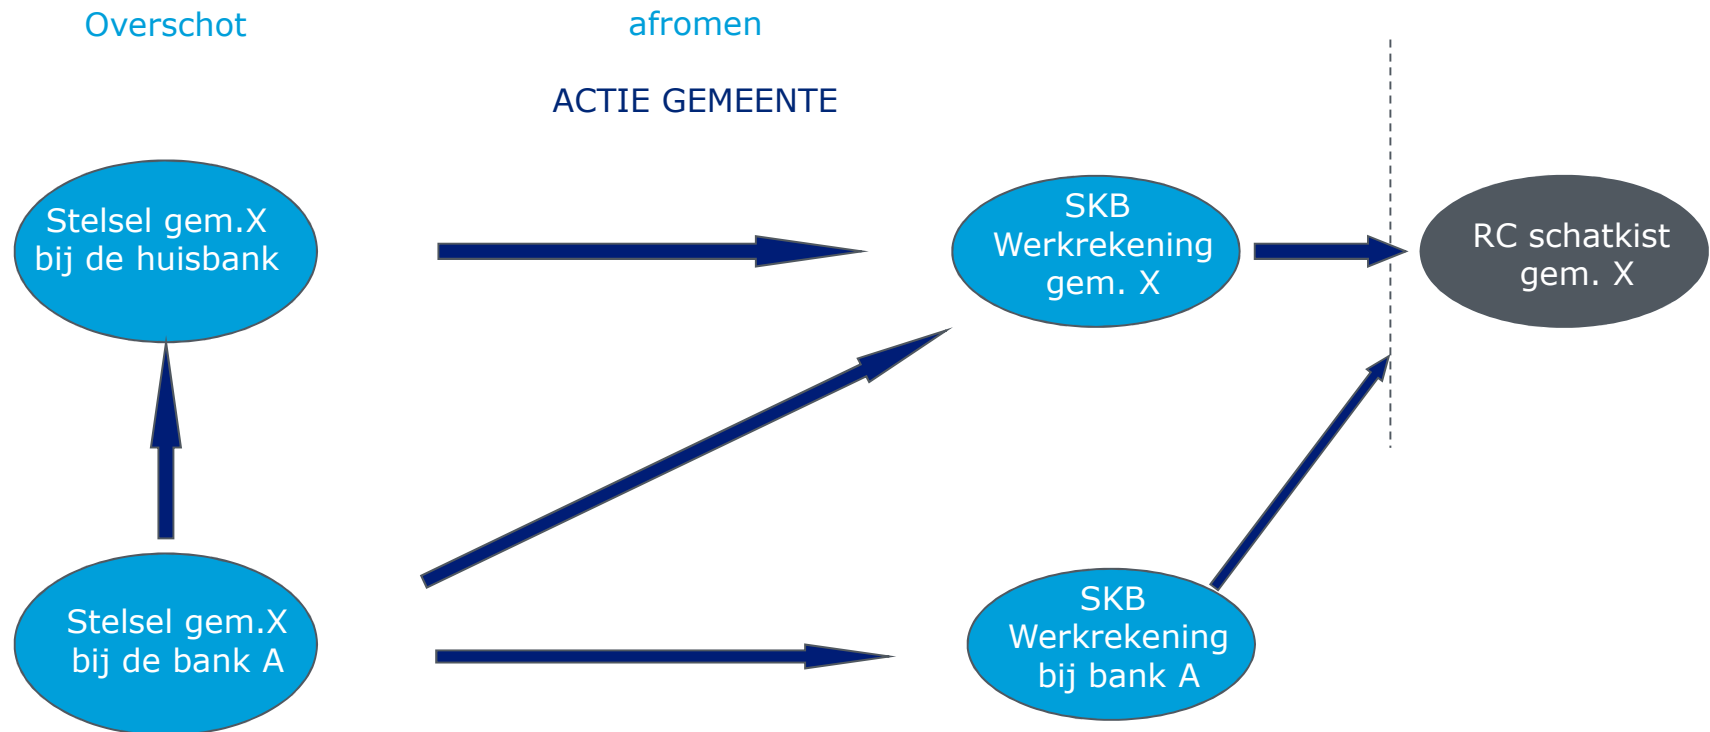 Overschot
afromen
ACTIE GEMEENTE
Stelsel gem.X
bij de huisbank
SKB
Werkrekening
gem. X
RC schatkist
gem. X
Stelsel gem.X
bij de bank A
SKB
Werkrekening
bij bank A